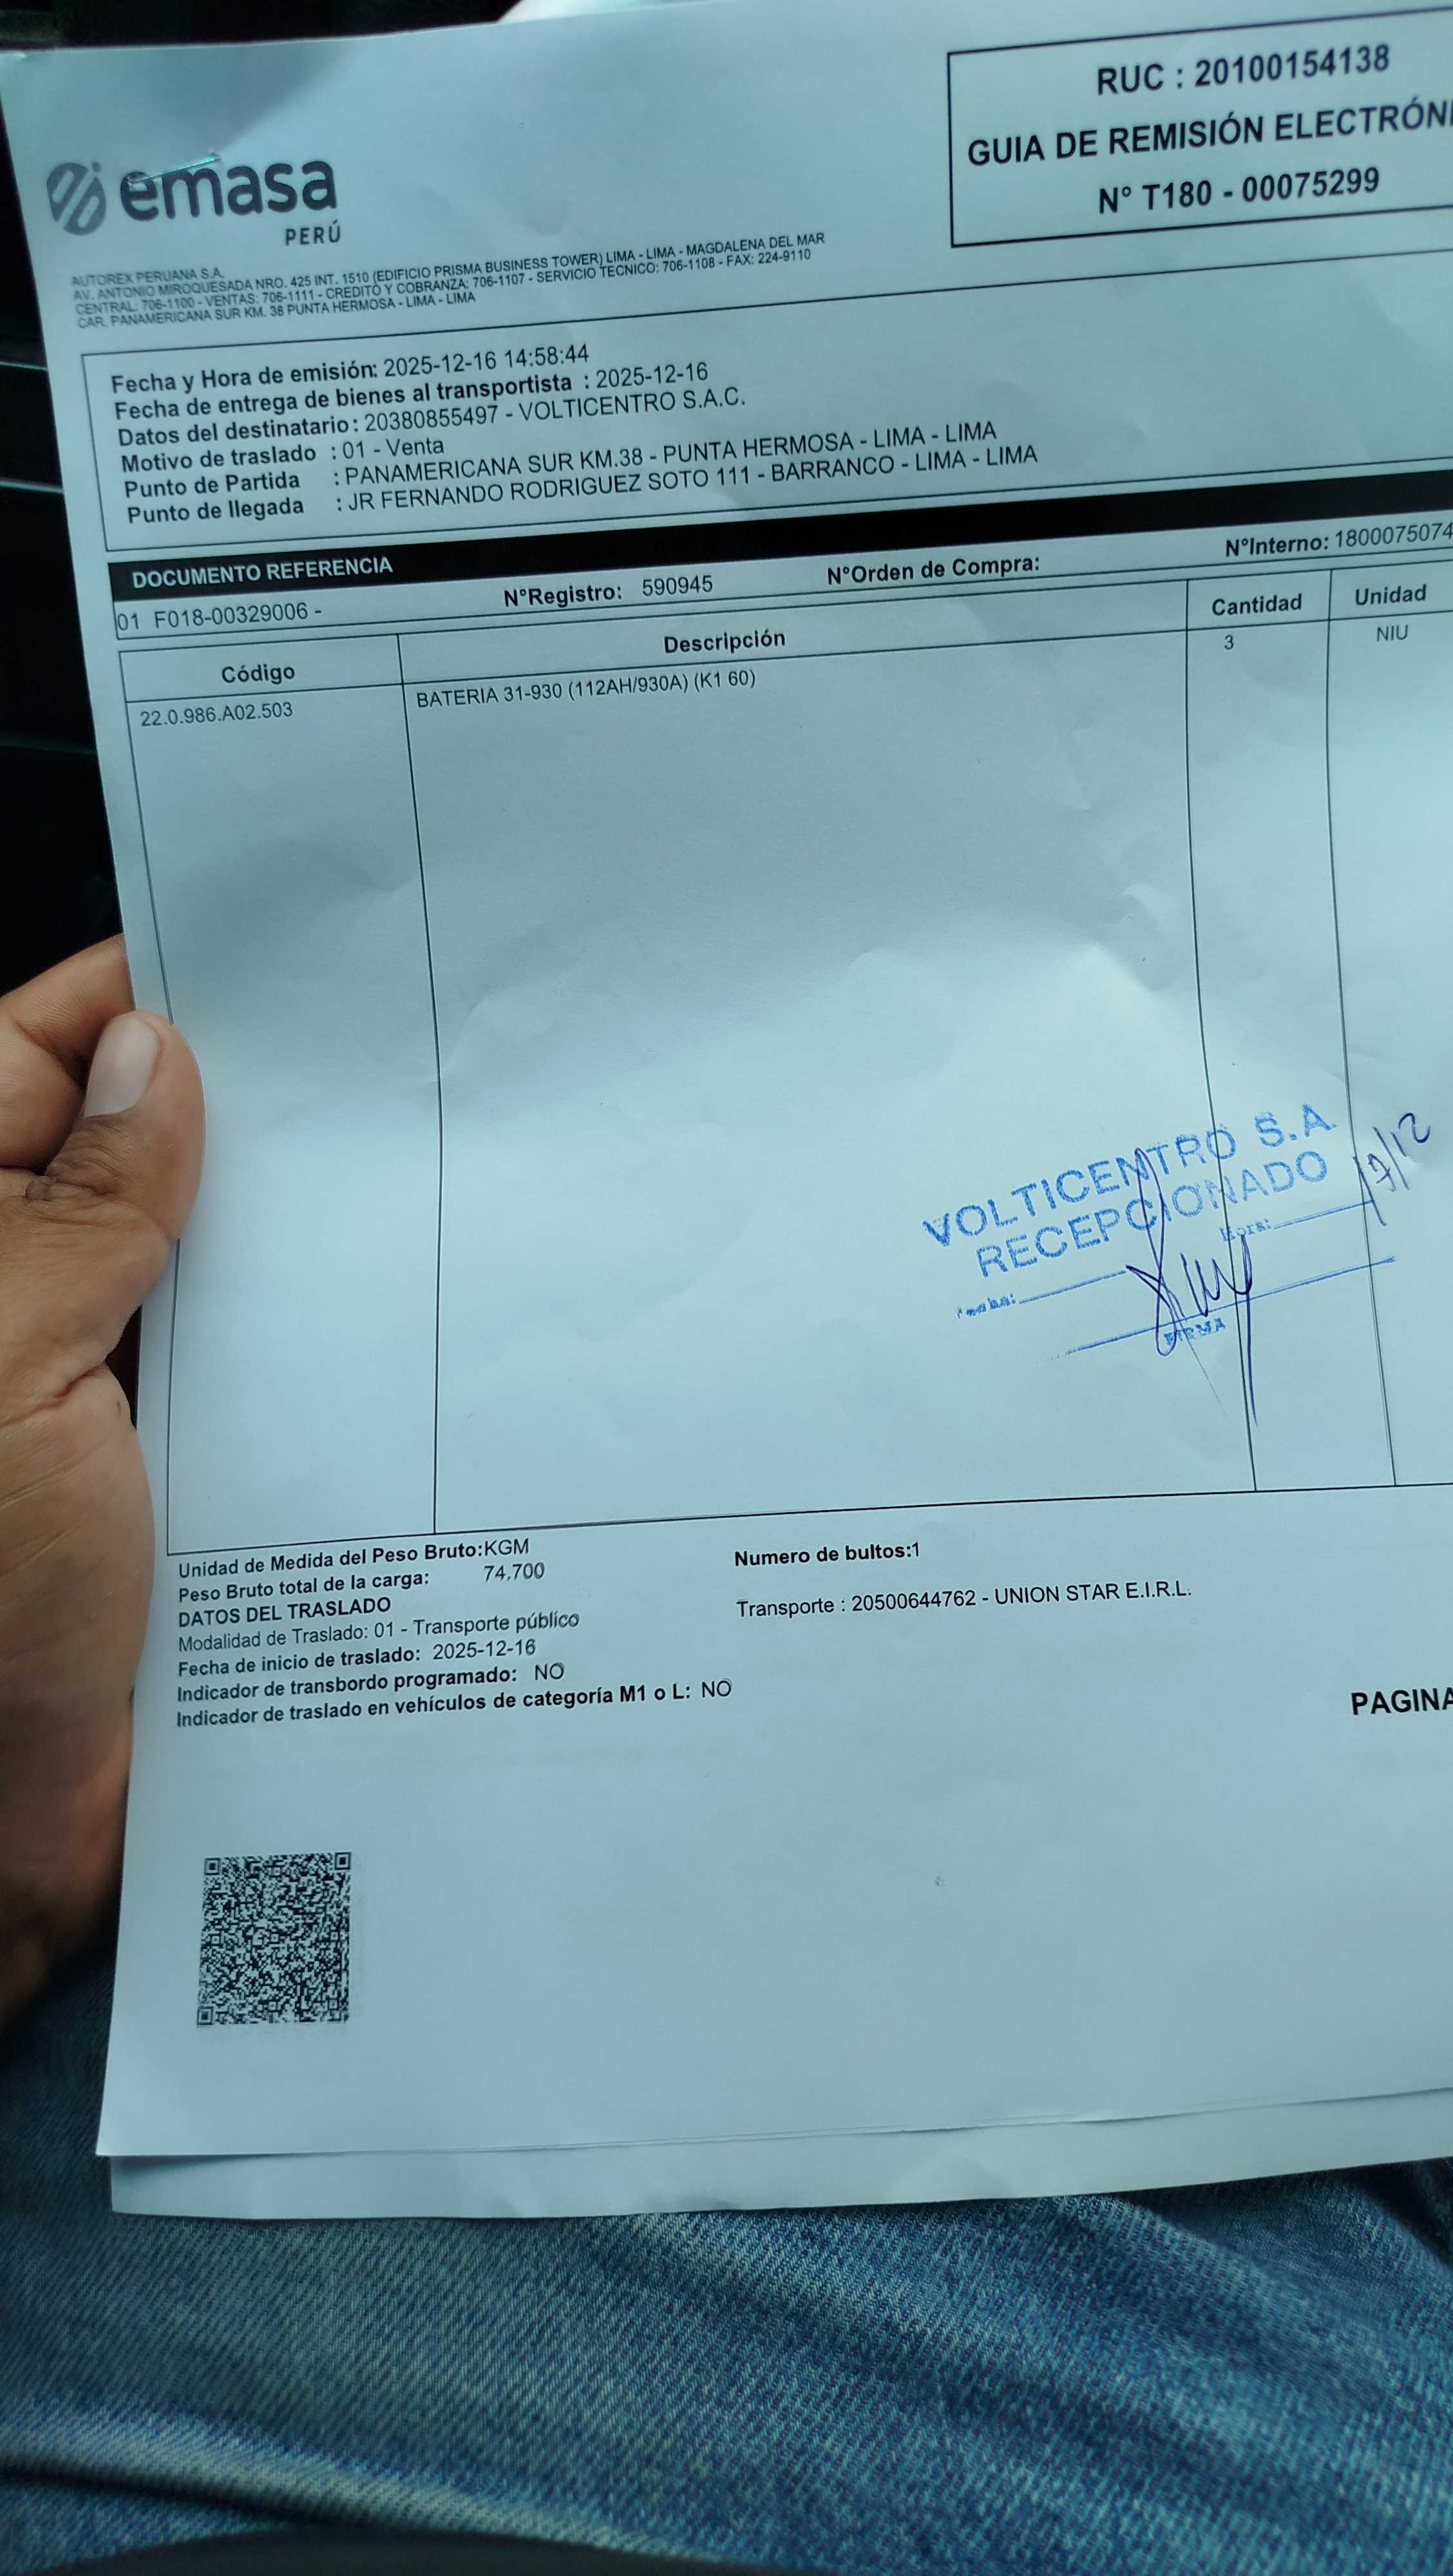 RUC : 20100154138
GUIA DE REMISIÓN ELECTRÓNI
N° T180 - 00075299
emasa
PERÚ
AUTOREX PERUANA S.A.
AV. ANTONIO MIROQUESADA NRO. 425 INT. 1510 (EDIFICIO PRISMA BUSINESS TOWER) LIMA - LIMA - MAGDALENA DEL MAR
CENTRAL: 706-1100 - VENTAS: 706-1111 - CREDITO Y COBRANZA: 706-1107 - SERVICIO TECNICO: 706-1108 - FAX: 224-9110
CAR. PANAMERICANA SUR KM. 38 PUNTA HERMOSA - LIMA - LIMA
Fecha y Hora de emisión: 2025-12-16 14:58:44
Fecha de entrega de bienes al transportista : 2025-12-16
Datos del destinatario : 20380855497 - VOLTICENTRO S.A.C.
Motivo de traslado : 01 - Venta
Punto de Partida : PANAMERICANA SUR KM.38 - PUNTA HERMOSA - LIMA - LIMA
Punto de llegada : JR FERNANDO RODRIGUEZ SOTO 111 - BARRANCO - LIMA - LIMA
DOCUMENTO REFERENCIA
01 F018-00329006 - N°Registro: 590945 N°Orden de Compra: N°Interno: 1800075074
Código Descripción Cantidad Unidad
22.0.986.A02.503 BATERIA 31-930 (112AH/930A) (K1 60) 3 NIU
VOLTICENTRO S.A
RECEPCIONADO
17/12
Fecha: Hora:
FIRMA
Unidad de Medida del Peso Bruto:KGM
Peso Bruto total de la carga: 74,700
Numero de bultos:1
DATOS DEL TRASLADO
Modalidad de Traslado: 01 - Transporte público
Transporte : 20500644762 - UNION STAR E.I.R.L.
Fecha de inicio de traslado: 2025-12-16
Indicador de transbordo programado: NO
Indicador de traslado en vehículos de categoría M1 o L: NO
PAGINA